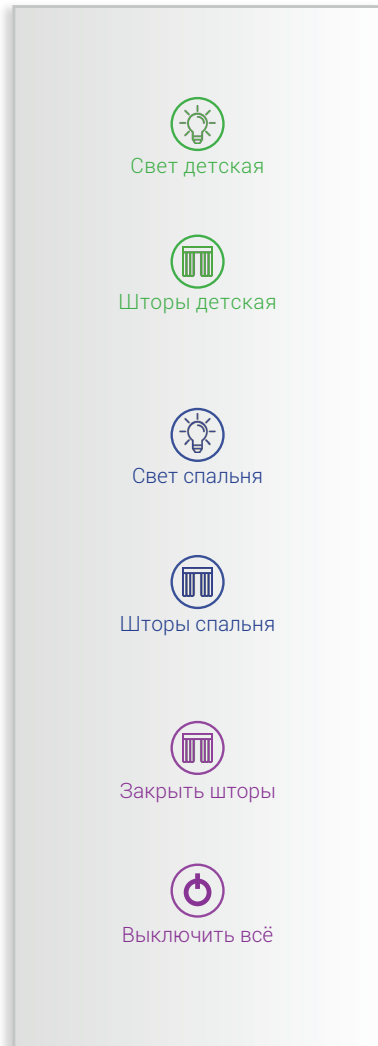 Свет детская
Шторы детская
Свет спальня
Шторы спальня
Закрыть шторы
Выключить всё